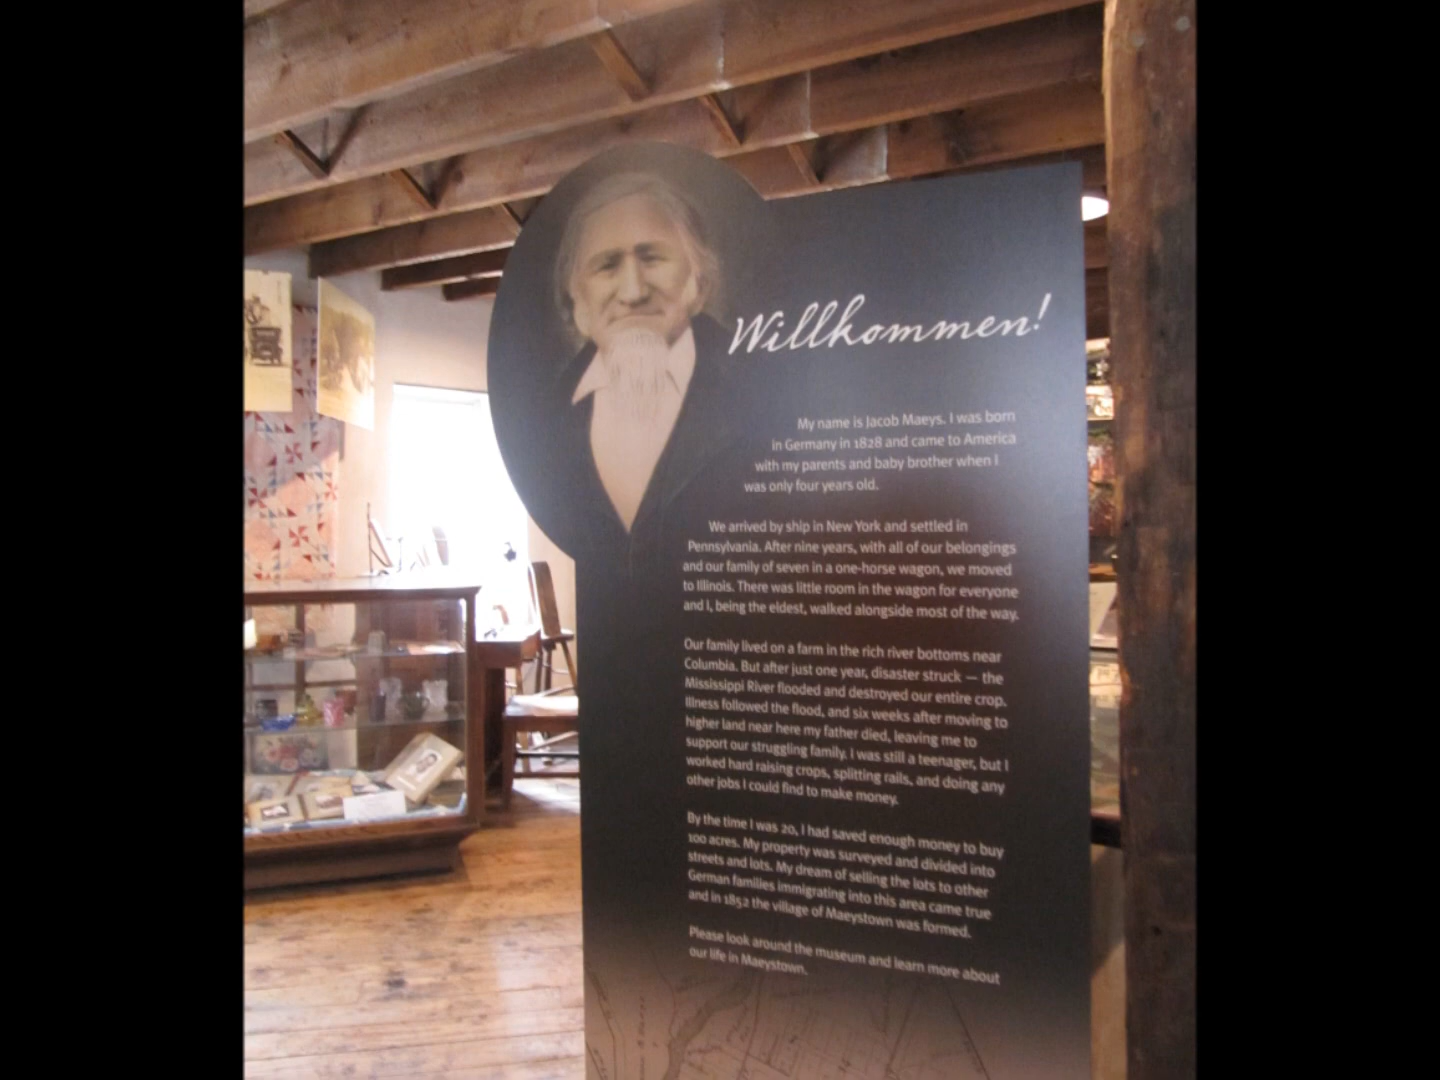 Willkommen!
My name is Jacob Maeys. I was born
in Germany in 1828 and came to America
with my parents and baby brother when I
was only four years old.
We arrived by ship in New York and settled in
Pennsylvania. After nine years, with all of our belongings
and our family of seven in a one-horse wagon, we moved
to Illinois. There was little room in the wagon for everyone
and I, being the eldest, walked alongside most of the way.
Our family lived on a farm in the rich river bottoms near
Columbia. But after just one year, disaster struck — the
Mississippi River flooded and destroyed our entire crop.
Illness followed the flood, and six weeks after moving to
higher land near here my father died, leaving me to
support our struggling family. I was still a teenager, but I
worked hard raising crops, splitting rails, and doing any
other jobs I could find to make money.
By the time I was 20, I had saved enough money to buy
100 acres. My property was surveyed and divided into
streets and lots. My dream of selling the lots to other
German families immigrating into this area came true
and in 1852 the village of Maeystown was formed.
Please look around the museum and learn more about
our life in Maeystown.